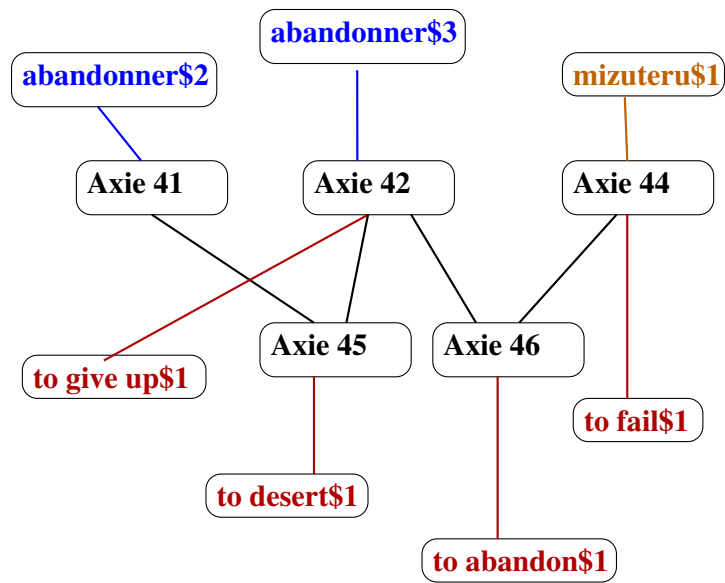 abandonner$3
abandonner$2
mizuteru$1
Axie 41
Axie 42
Axie 44
Axie 45
Axie 46
to give up$1
to fail$1
to desert$1
to abandon$1